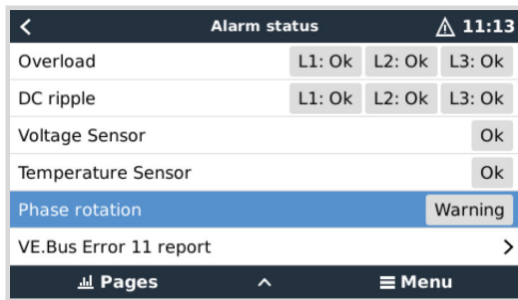 Alarm status 11:13
Overload L1: Ok L2: Ok L3: Ok
DC ripple L1: Ok L2: Ok L3: Ok
Voltage Sensor Ok
Temperature Sensor Ok
Phase rotation Warning
VE.Bus Error 11 report
Pages Menu